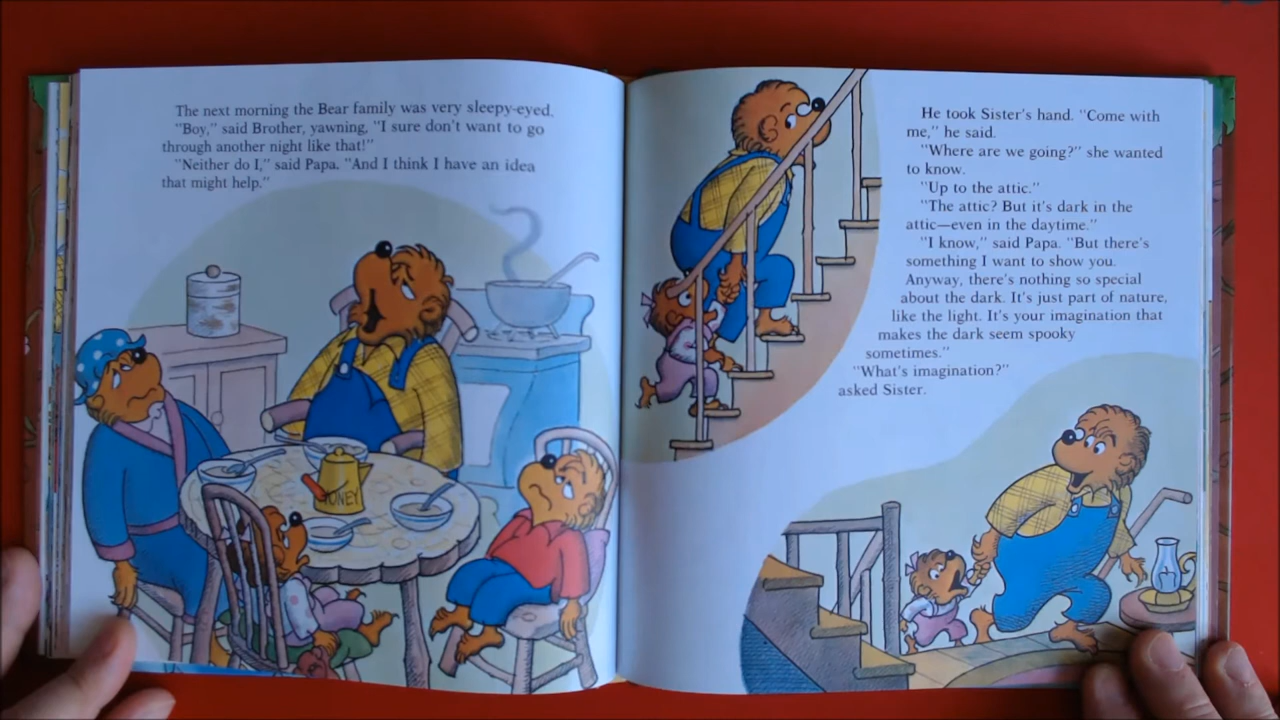 The next morning the Bear family was very sleepy-eyed.
"Boy," said Brother, yawning, "I sure don't want to go
through another night like that!"
"Neither do I," said Papa. "And I think I have an idea
that might help."
HONEY
He took Sister's hand. "Come with
me," he said.
"Where are we going?" she wanted
to know.
"Up to the attic."
"The attic? But it's dark in the
attic—even in the daytime."
"I know," said Papa. "But there's
something I want to show you.
Anyway, there's nothing so special
about the dark. It's just part of nature,
like the light. It's your imagination that
makes the dark seem spooky
sometimes."
"What's imagination?"
asked Sister.